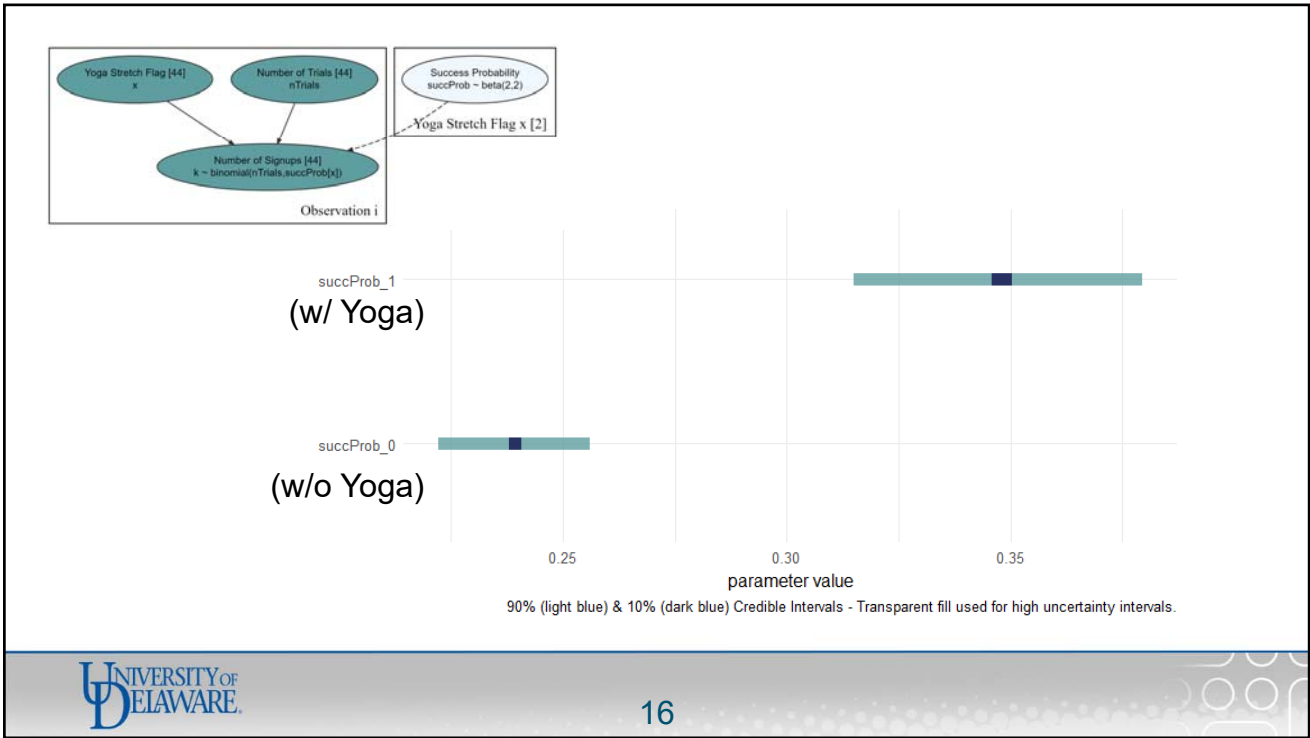 Yoga Stretch Flag [44]
x
Number of Trials [44]
nTrials
Success Probability
succProb ~ beta(2,2)
Yoga Stretch Flag x [2]
Number of Signups [44]
k ~ binomial(nTrials,succProb[x])
Observation i
succProb_1
(w/ Yoga)
succProb_0
(w/o Yoga)
0.25 0.30 0.35
parameter value
90% (light blue) & 10% (dark blue) Credible Intervals - Transparent fill used for high uncertainty intervals.
UNIVERSITY OF
DELAWARE.
16